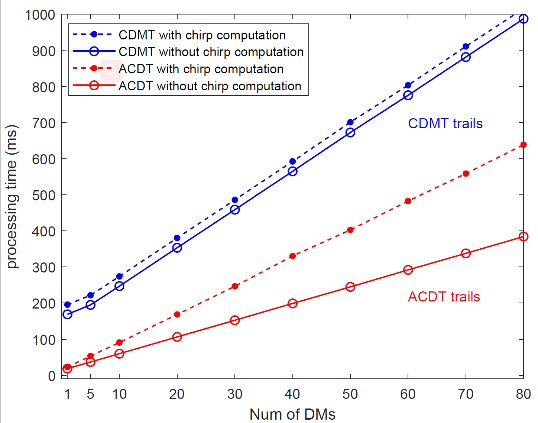 1000
900
800
700
600
500
400
300
200
100
0
processing time (ms)
CDMT with chirp computation
CDMT without chirp computation
ACDT with chirp computation
ACDT without chirp computation
CDMT trails
ACDT trails
1 5 10 20 30 40 50 60 70 80
Num of DMs